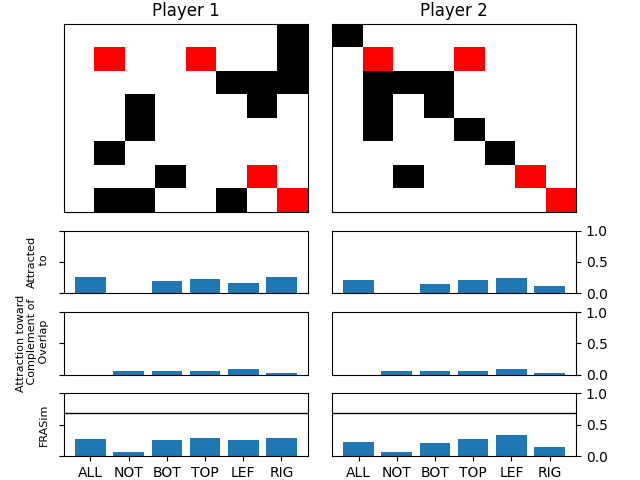 Player 1
Player 2
Attracted
to
1.0
0.5
0.0
Attraction toward
Complement of
Overlap
1.0
0.5
0.0
FRASim
1.0
0.5
0.0
ALL NOT BOT TOP LEF RIG
ALL NOT BOT TOP LEF RIG